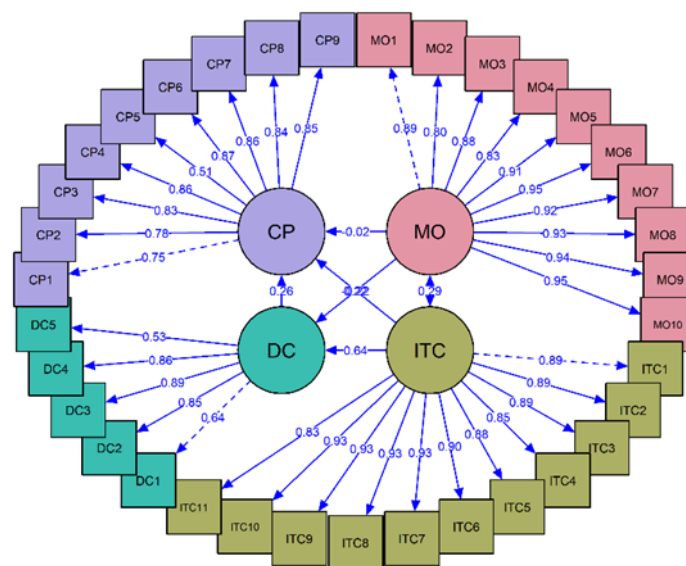 CP9
MO1
CP8
MO2
CP7
MO3
CP6
MO4
CP5
MO5
CP4
MO6
CP3
MO7
CP2
MO8
CP1
MO9
MO10
0.85
0.84
0.86
0.87
0.51
0.86
0.83
0.78
0.75
0.89
0.80
0.88
0.83
0.91
0.95
0.92
0.93
0.94
0.95
CP
-0.02
MO
0.26
0.29
DC
0.64
ITC
DC5
0.53
DC4
0.86
DC3
0.89
DC2
0.85
DC1
0.64
0.89
ITC1
0.89
ITC2
0.89
ITC3
0.85
ITC4
0.88
ITC5
0.90
ITC6
0.93
ITC7
0.93
ITC8
0.93
ITC9
0.93
ITC10
0.83
ITC11